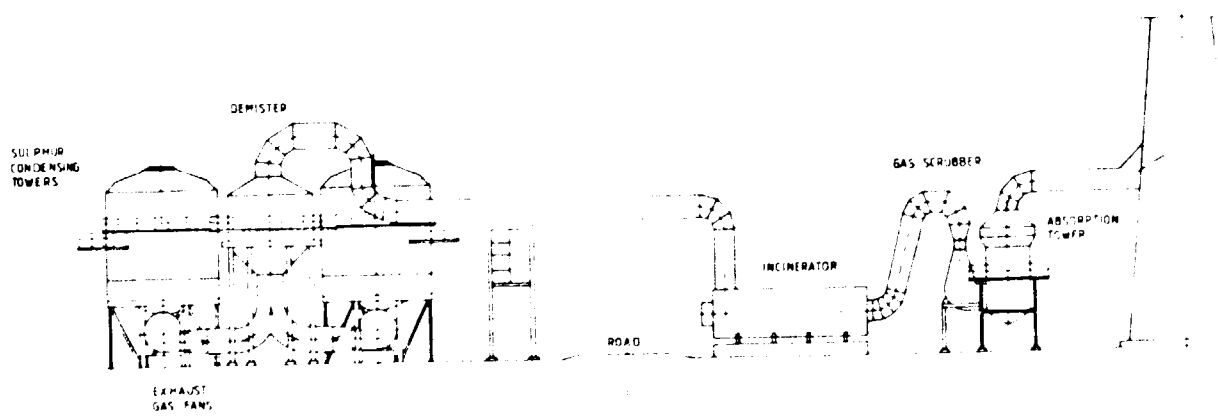 DEMISTER
SULPHUR
CONDENSING
TOWERS
GAS SCRUBBER
ABSORPTION
TOWER
INCINERATOR
ROAD
EXHAUST
GAS FANS